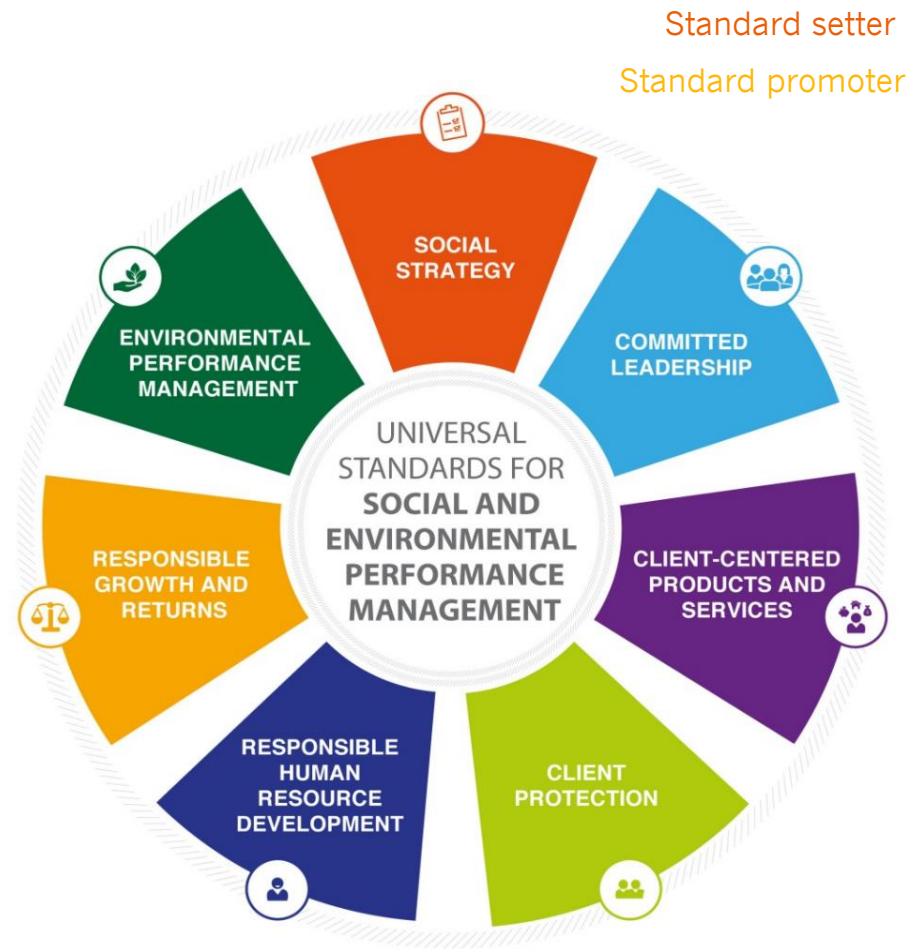 Standard setter
Standard promoter
SOCIAL
STRATEGY
COMMITTED
LEADERSHIP
CLIENT-CENTERED
PRODUCTS AND
SERVICES
CLIENT
PROTECTION
RESPONSIBLE
HUMAN
RESOURCE
DEVELOPMENT
RESPONSIBLE
GROWTH AND
RETURNS
ENVIRONMENTAL
PERFORMANCE
MANAGEMENT
UNIVERSAL
STANDARDS FOR
SOCIAL AND
ENVIRONMENTAL
PERFORMANCE
MANAGEMENT